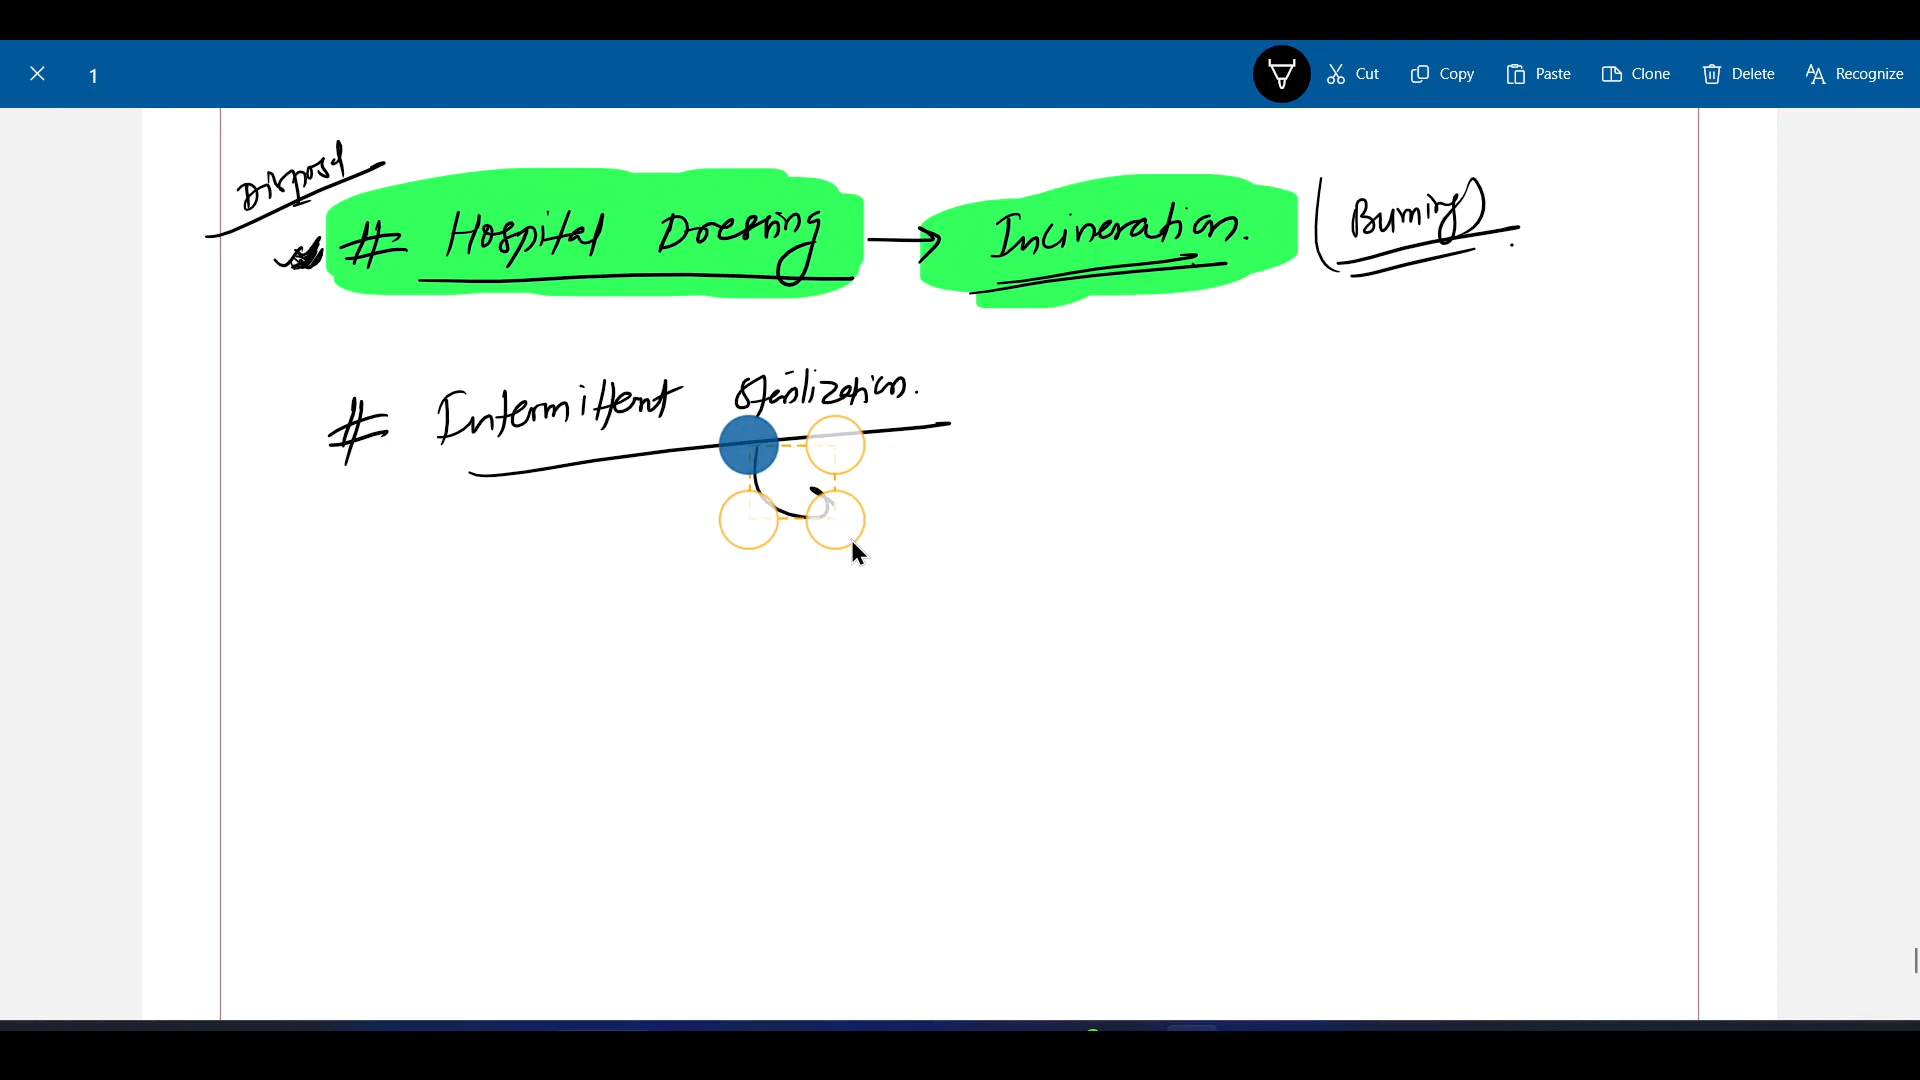 1 Cut Copy Paste Clone Delete Recognize
Disposal
# Hospital Dressing → Incineration. (Burning)
# Intermittent Sterilization.